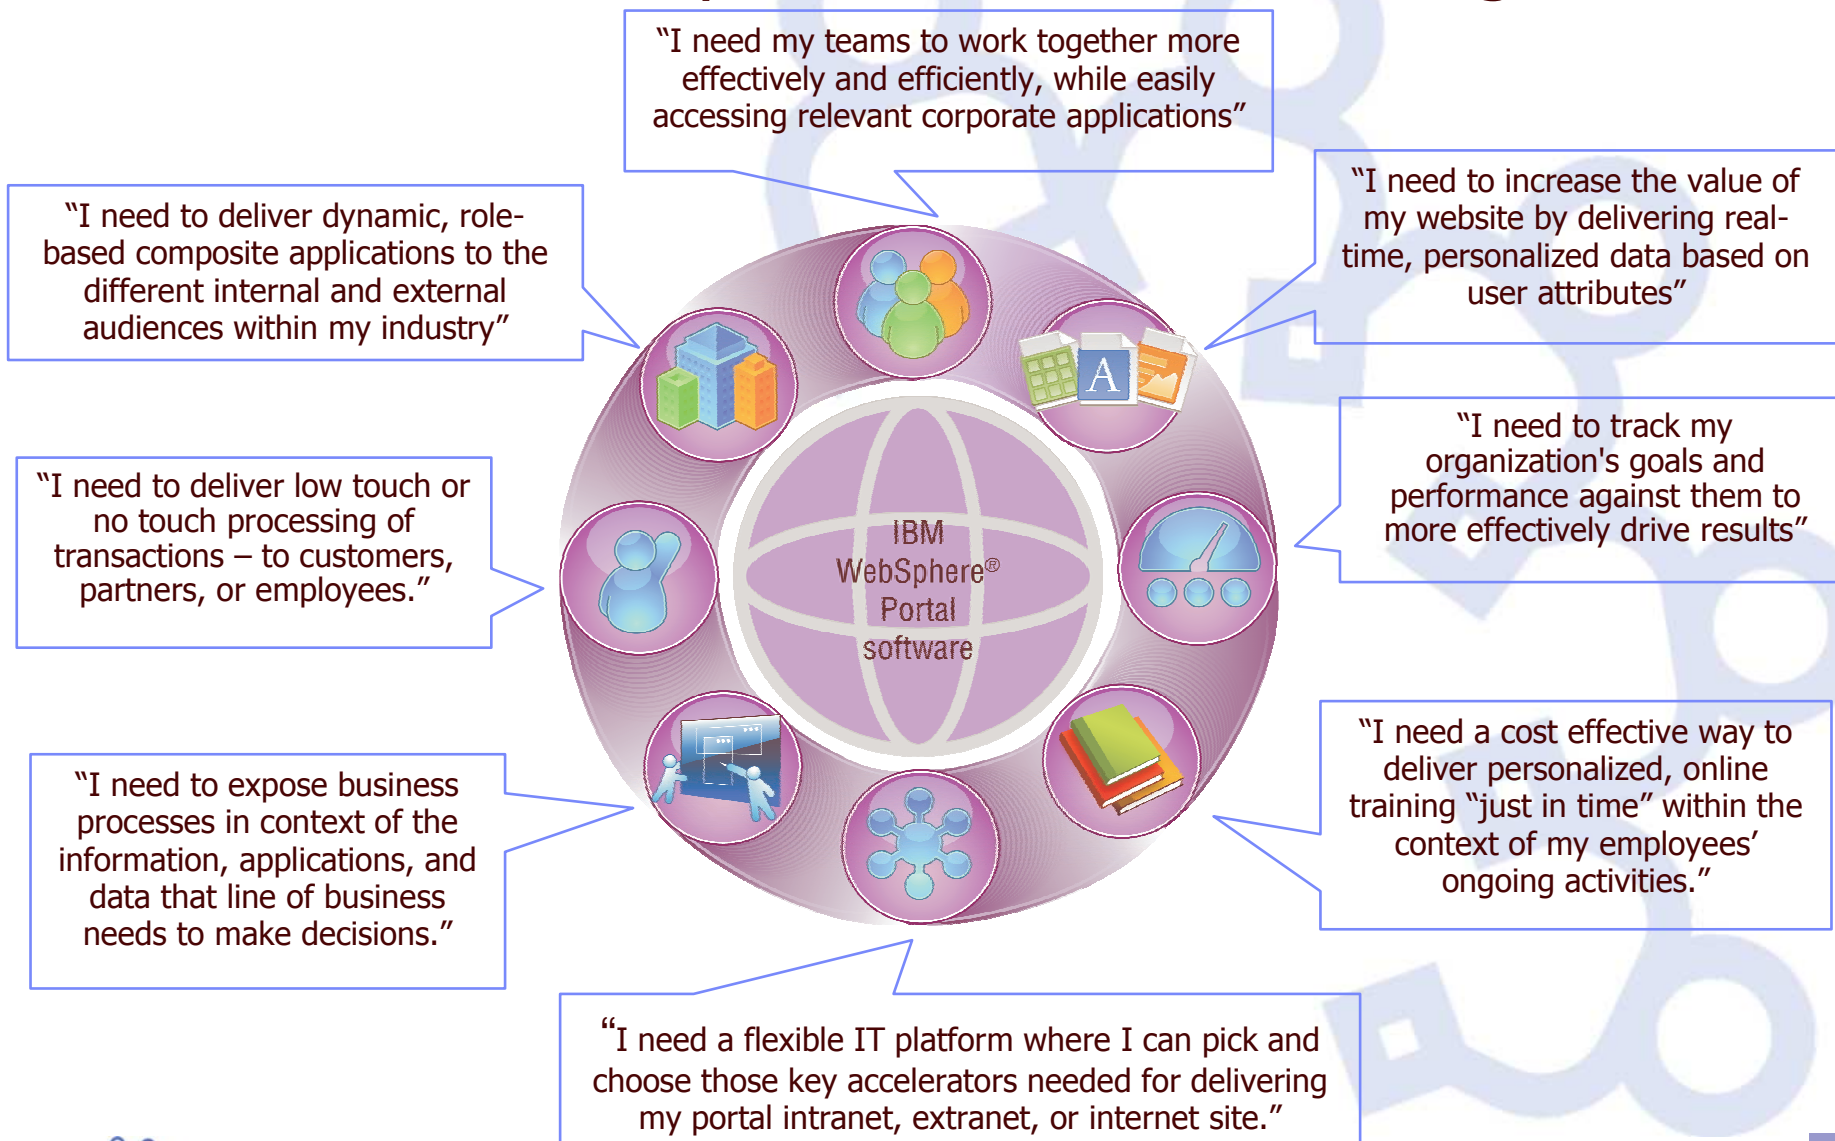 “I need my teams to work together more
effectively and efficiently, while easily
accessing relevant corporate applications”
“I need to deliver dynamic, role-
based composite applications to the
different internal and external
audiences within my industry”
“I need to increase the value of
my website by delivering real-
time, personalized data based on
user attributes”
“I need to track my
organization's goals and
performance against them to
more effectively drive results”
“I need to deliver low touch or
no touch processing of
transactions – to customers,
partners, or employees.”
A
IBM
WebSphere®
Portal
software
“I need to expose business
processes in context of the
information, applications, and
data that line of business
needs to make decisions.”
“I need a cost effective way to
deliver personalized, online
training “just in time” within the
context of my employees’
ongoing activities.”
“I need a flexible IT platform where I can pick and
choose those key accelerators needed for delivering
my portal intranet, extranet, or internet site.”